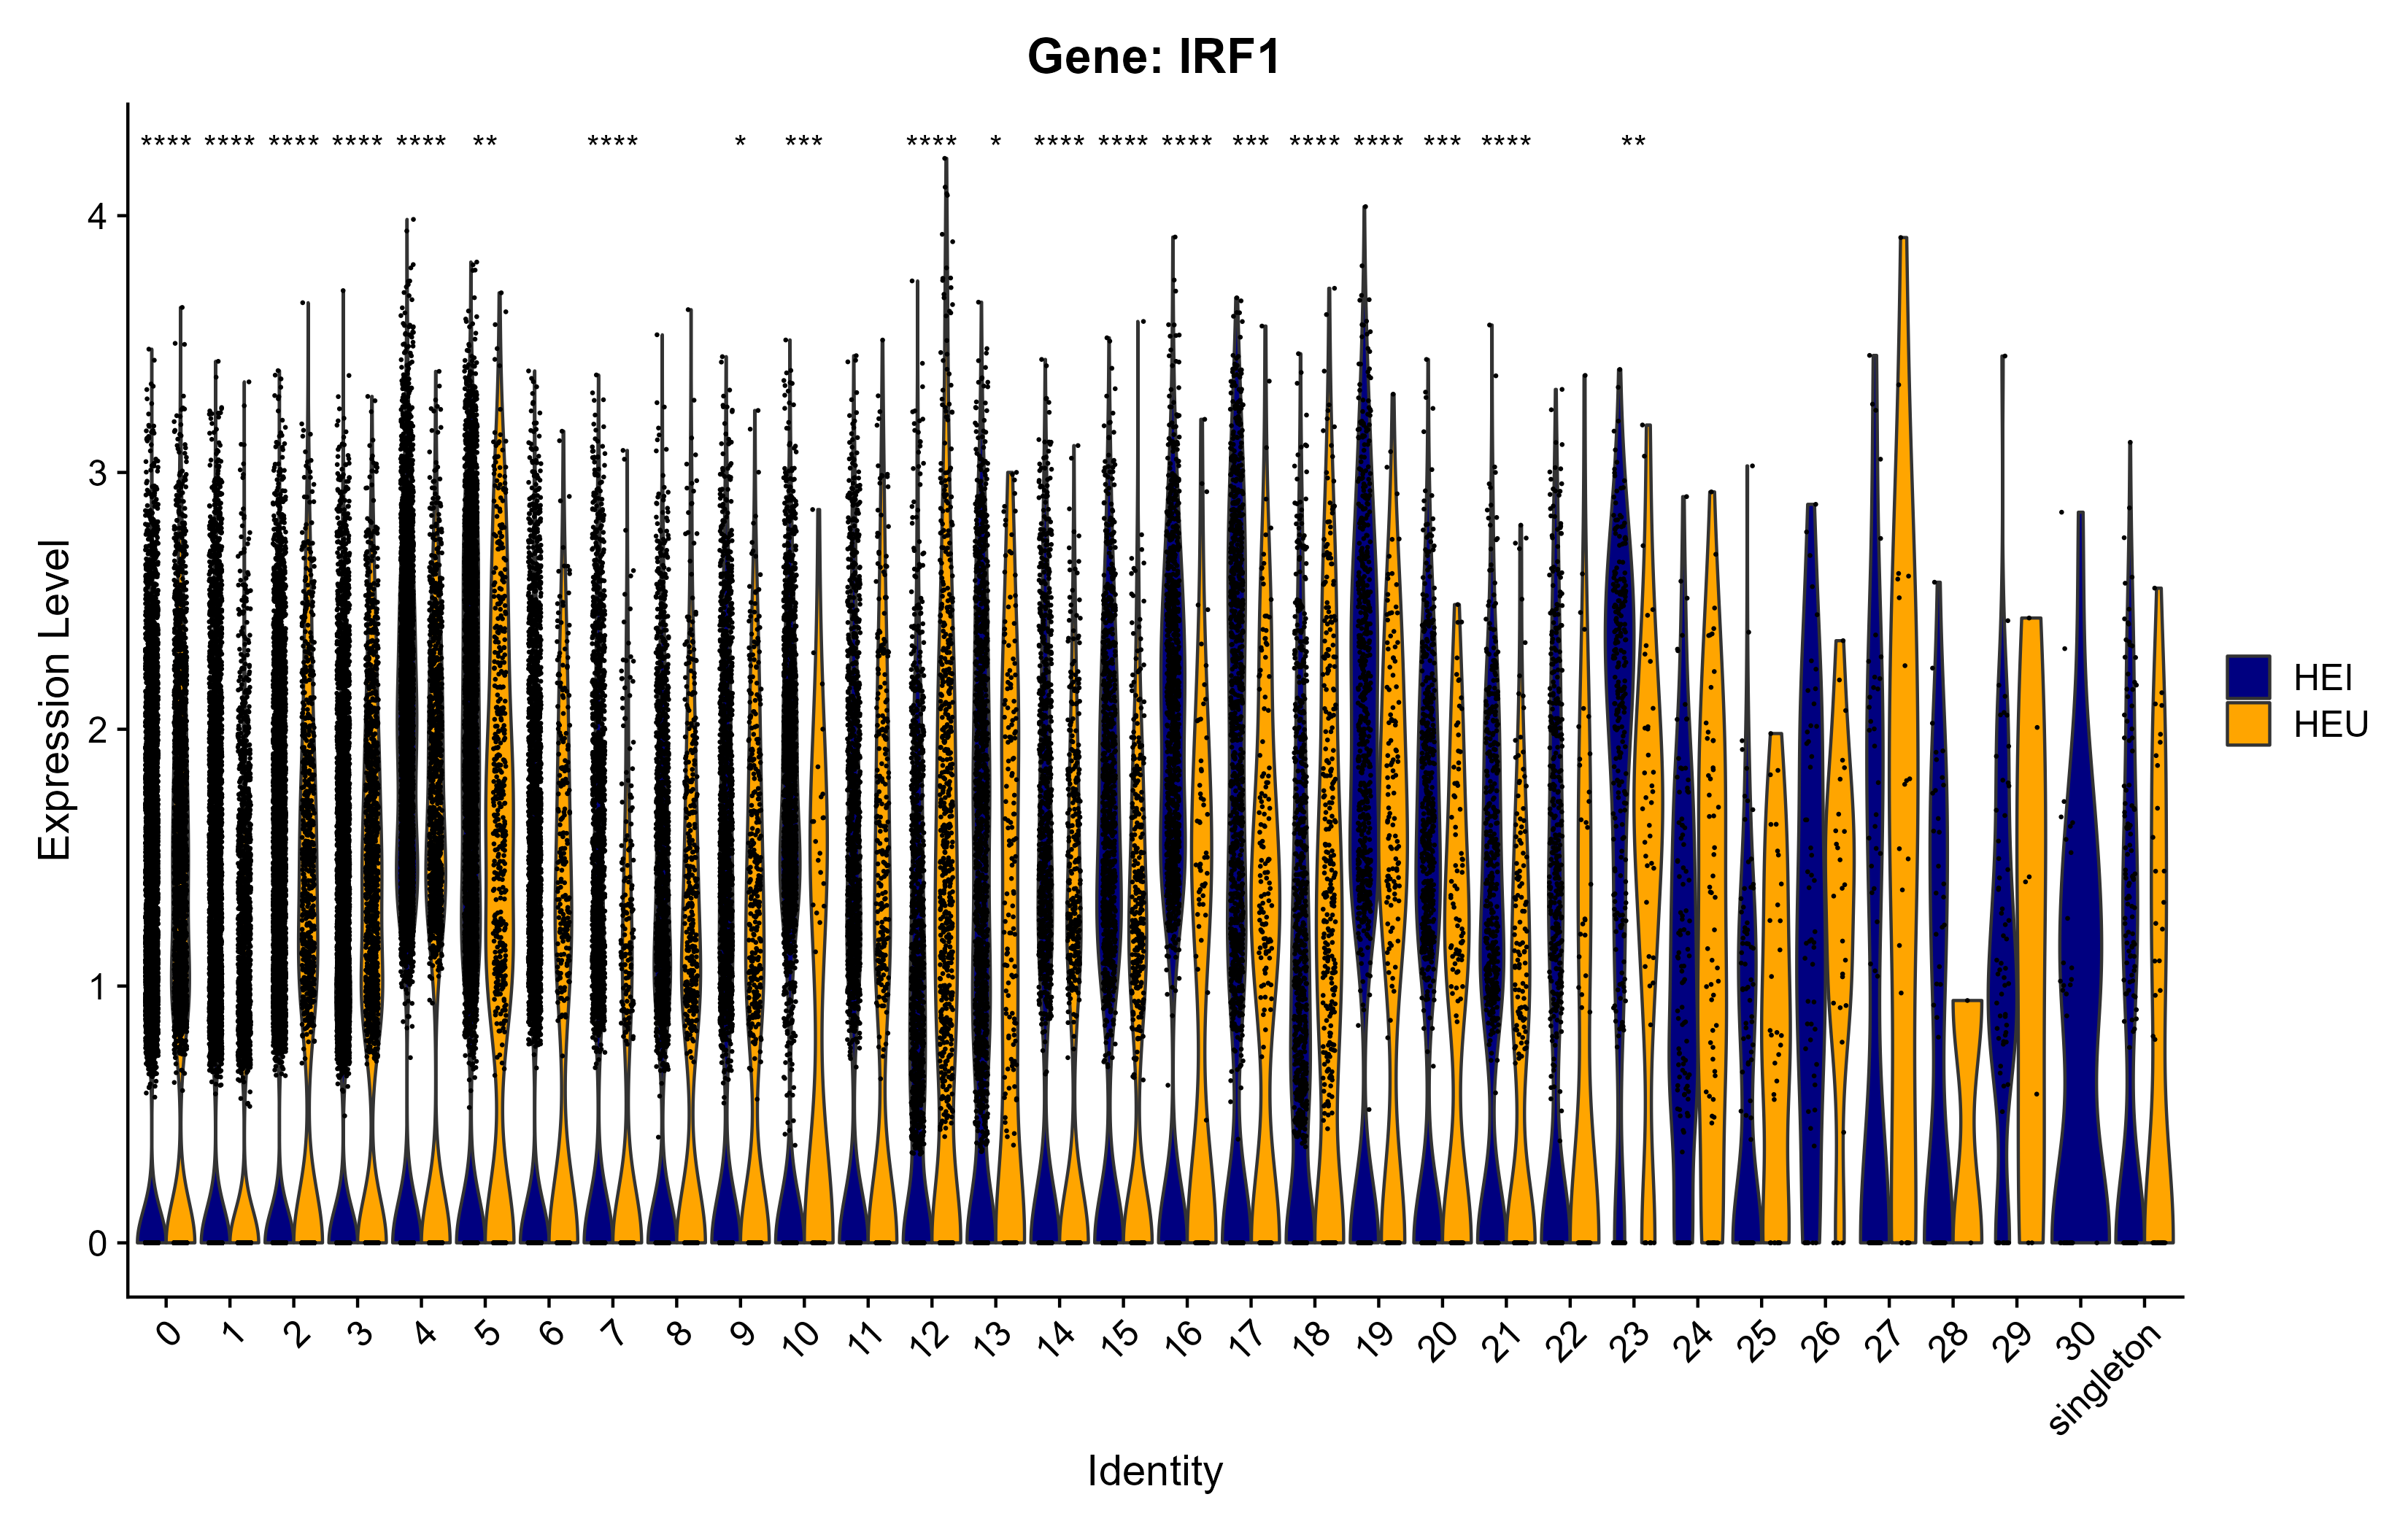 Gene: IRF1
**** **** **** **** **** ** **** * *** **** * **** **** **** *** **** **** *** **** **
Expression Level
4
3
2
1
0
HEI
HEU
0 1 2 3 4 5 6 7 8 9 10 11 12 13 14 15 16 17 18 19 20 21 22 23 24 25 26 27 28 29 30 singleton
Identity